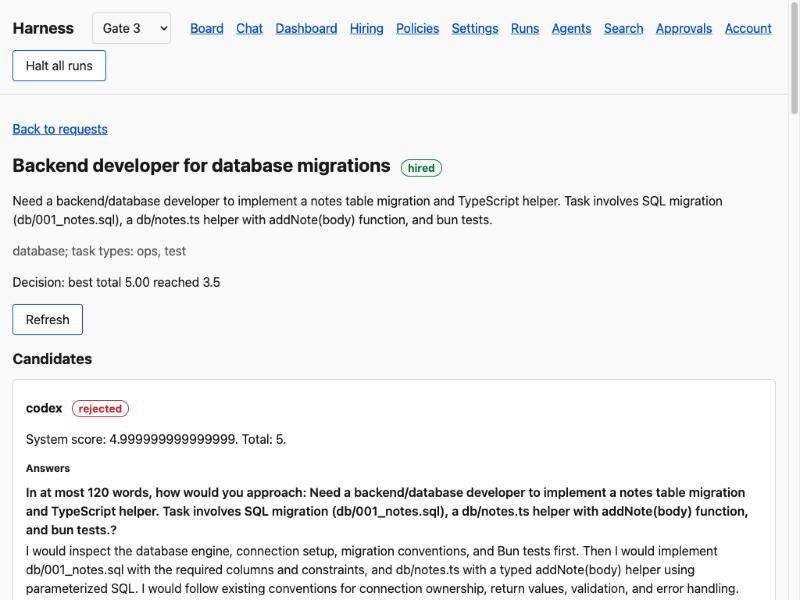 Harness Gate 3 Board Chat Dashboard Hiring Policies Settings Runs Agents Search Approvals Account
Halt all runs
Back to requests
Backend developer for database migrations hired
Need a backend/database developer to implement a notes table migration and TypeScript helper. Task involves SQL migration
(db/001_notes.sql), a db/notes.ts helper with addNote(body) function, and bun tests.
database; task types: ops, test
Decision: best total 5.00 reached 3.5
Refresh
Candidates
codex rejected
System score: 4.999999999999999. Total: 5.
Answers
In at most 120 words, how would you approach: Need a backend/database developer to implement a notes table migration
and TypeScript helper. Task involves SQL migration (db/001_notes.sql), a db/notes.ts helper with addNote(body) function,
and bun tests.?
I would inspect the database engine, connection setup, migration conventions, and Bun tests first. Then I would implement
db/001_notes.sql with the required columns and constraints, and db/notes.ts with a typed addNote(body) helper using
parameterized SQL. I would follow existing conventions for connection ownership, return values, validation, and error handling.